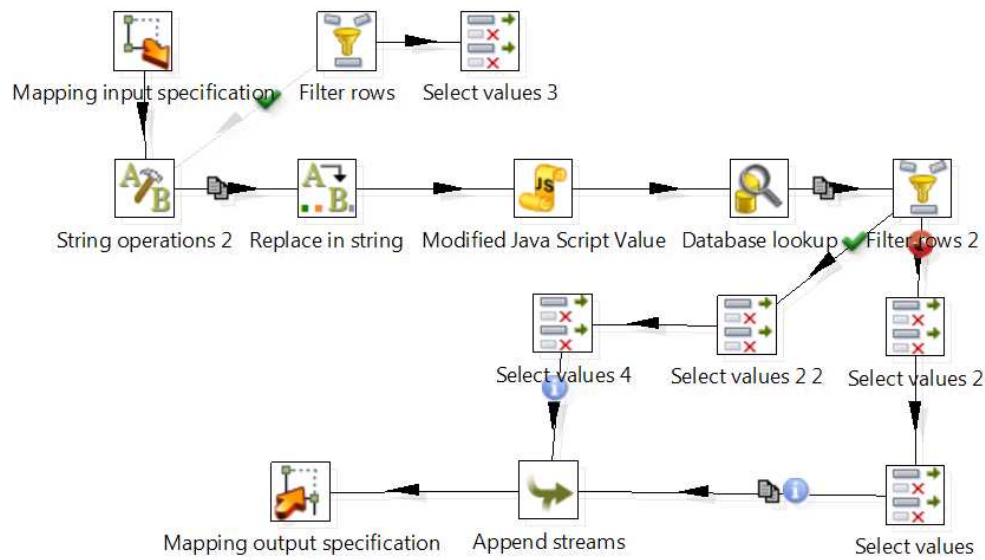 Mapping input specification
Filter rows
Select values 3
A
B
A
B
JS
String operations 2
Replace in string
Modified Java Script Value
Database lookup
Filter rows 2
Select values 4
Select values 2 2
Select values 2
Mapping output specification
Append streams
Select values